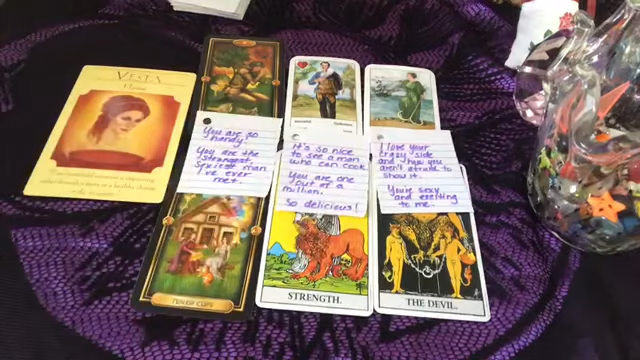 VESTA
Home
You are so
handy!
You are the
strongest,
sexiest man
I've ever
met.
It's so nice
to see a man
who can cook.
You are one
out of a
million.
So delicious!
I love your
crazy side
and
you
aren't afraid to
show it.
You're sexy
and exciting
to me.
TEN OF CUPS
STRENGTH.
THE DEVIL.